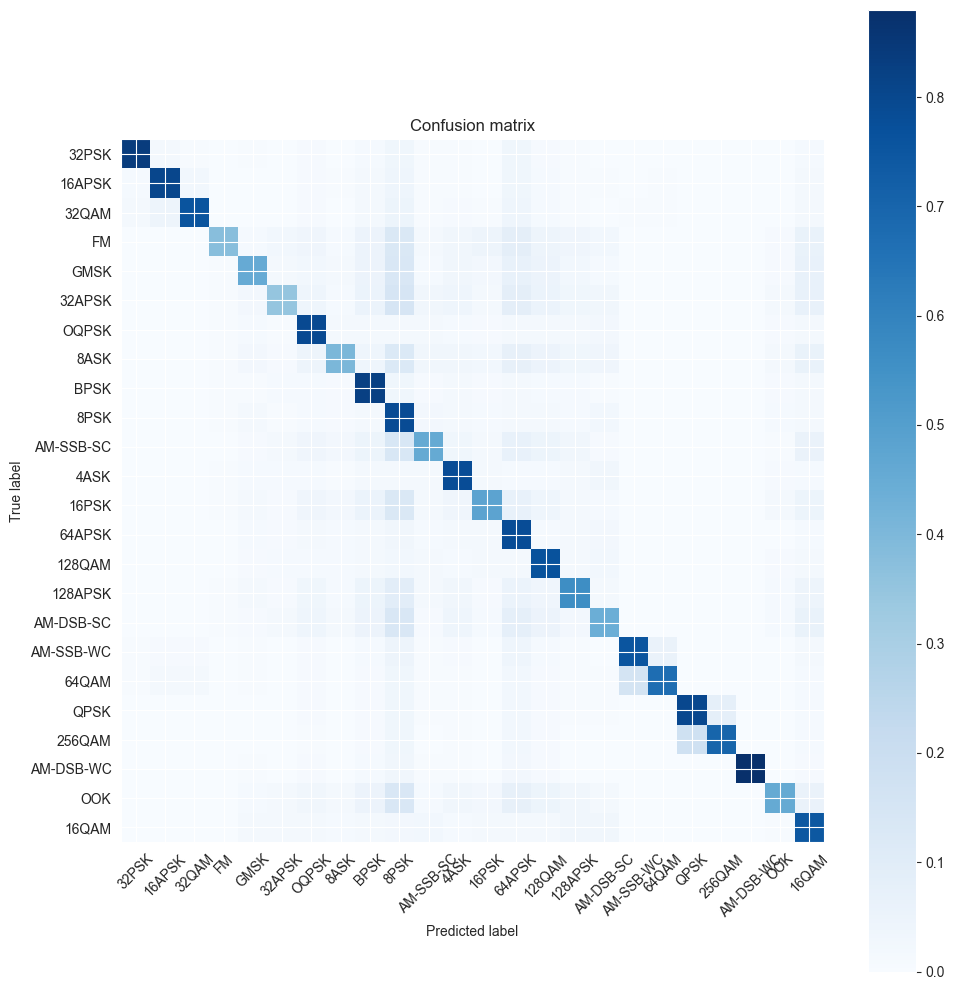 Confusion matrix
32PSK
16APSK
32QAM
FM
GMSK
32APSK
OQPSK
8ASK
BPSK
8PSK
AM-SSB-SC
4ASK
16PSK
64APSK
128QAM
128APSK
AM-DSB-SC
AM-SSB-WC
64QAM
QPSK
256QAM
AM-DSB-WC
OOK
16QAM
True label
32PSK
16APSK
32QAM
FM
GMSK
32APSK
OQPSK
8ASK
BPSK
8PSK
AM-SSB-SC
4ASK
16PSK
64APSK
128QAM
128APSK
AM-DSB-SC
AM-SSB-WC
64QAM
QPSK
256QAM
AM-DSB-WC
OOK
16QAM
Predicted label
0.8
0.7
0.6
0.5
0.4
0.3
0.2
0.1
0.0